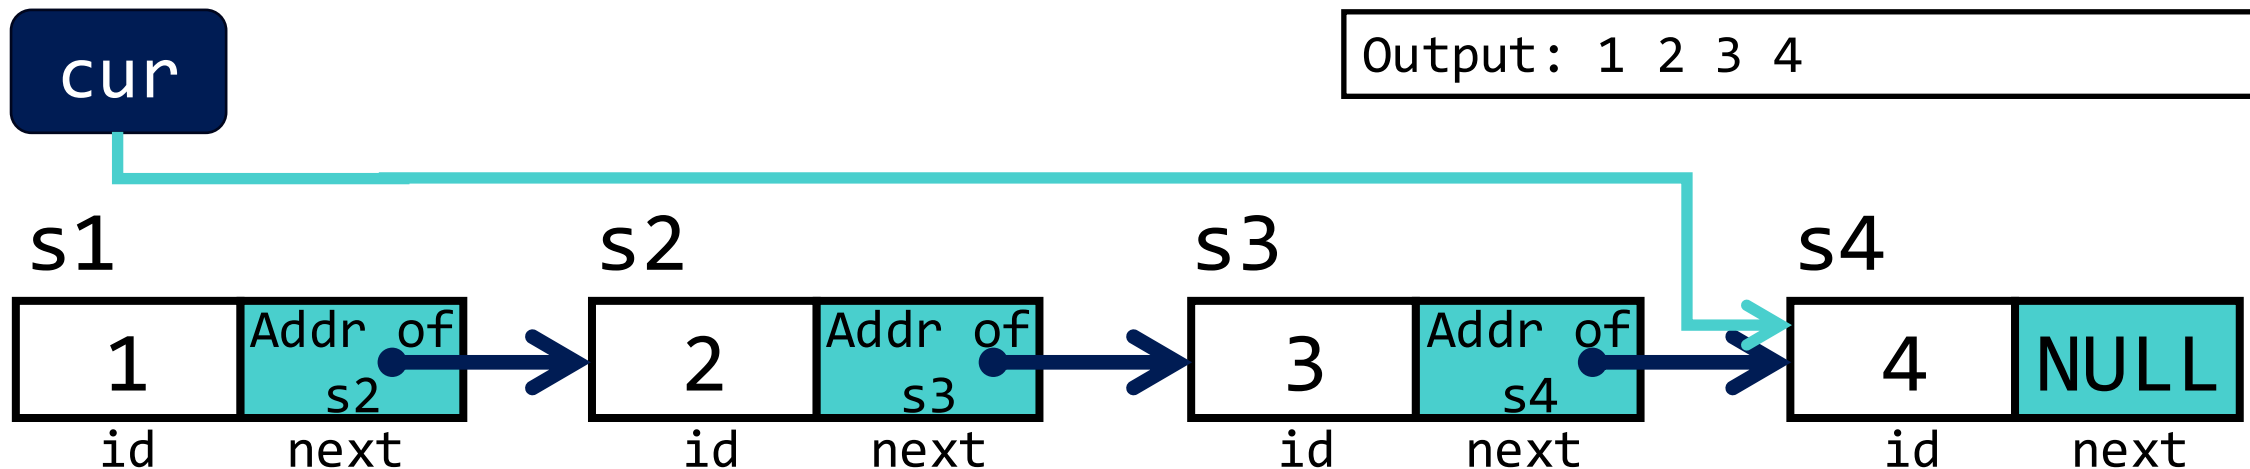 cur
Output: 1 2 3 4
s1
s2
s3
s4
1
Addr of
s2
2
Addr of
s3
3
Addr of
s4
4
NULL
id
next
id
next
id
next
id
next